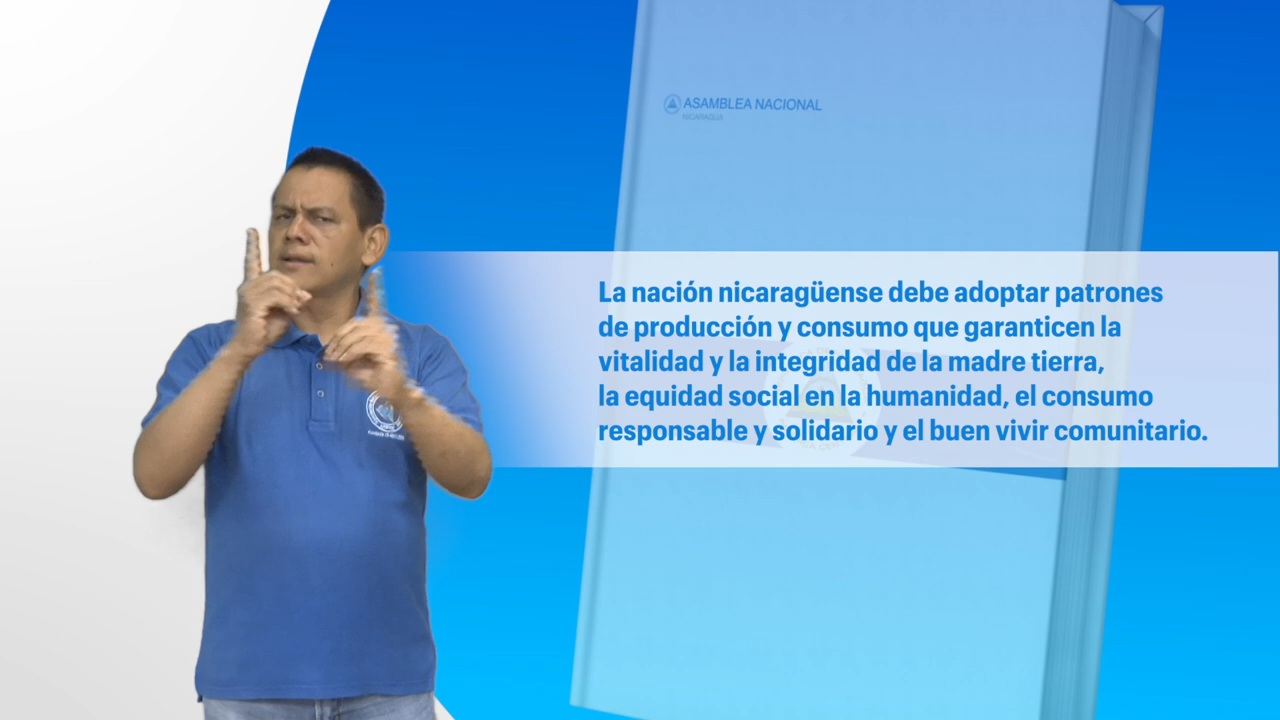 ASAMBLEA NACIONAL
NICARAGUA
La nación nicaragüense debe adoptar patrones
de producción y consumo que garanticen la
vitalidad y la integridad de la madre tierra,
la equidad social en la humanidad, el consumo
responsable y solidario y el buen vivir comunitario.